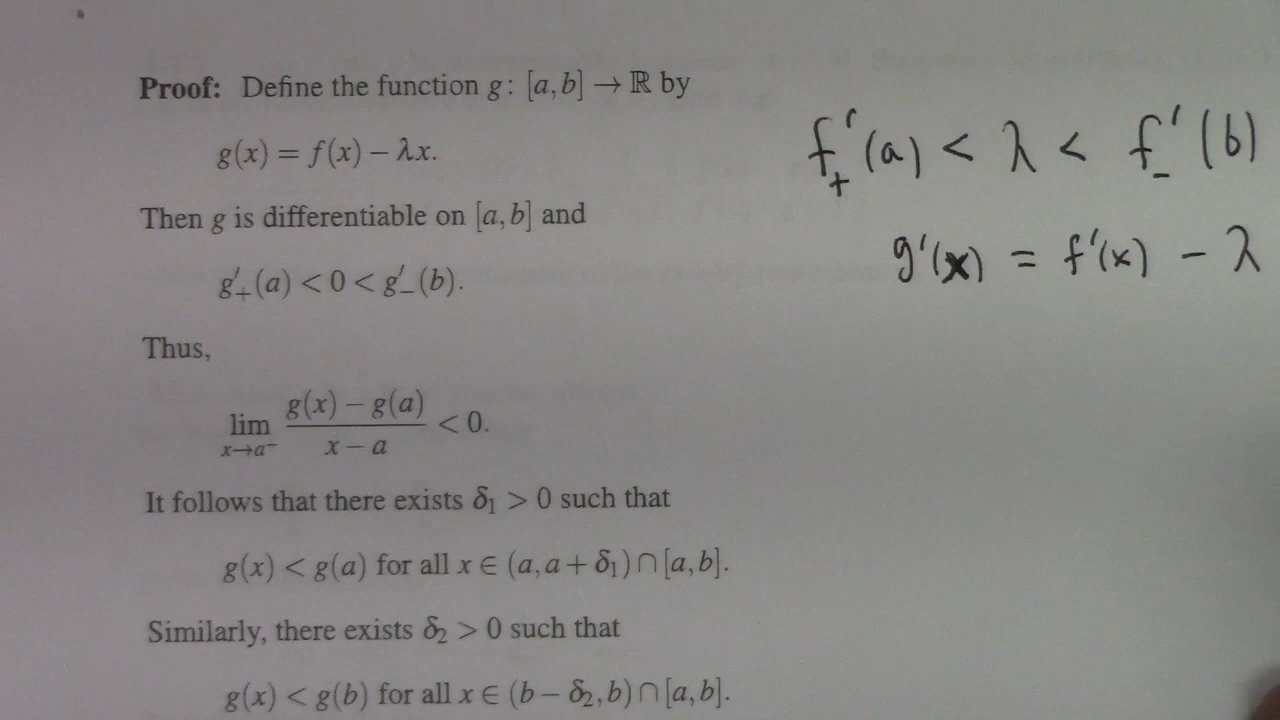 Proof: Define the function g: [a,b] → ℝ by
g(x) = f(x) − λx.
Then g is differentiable on [a,b] and
g′₊(a) < 0 < g′₋(b).
Thus,
lim x→a⁻ g(x) − g(a) / x − a < 0.
It follows that there exists δ₁ > 0 such that
g(x) < g(a) for all x ∈ (a,a + δ₁) ∩ [a,b].
Similarly, there exists δ₂ > 0 such that
g(x) < g(b) for all x ∈ (b − δ₂,b) ∩ [a,b].
f′₊(a) < λ < f′₋(b)
g′(x) = f′(x) − λ